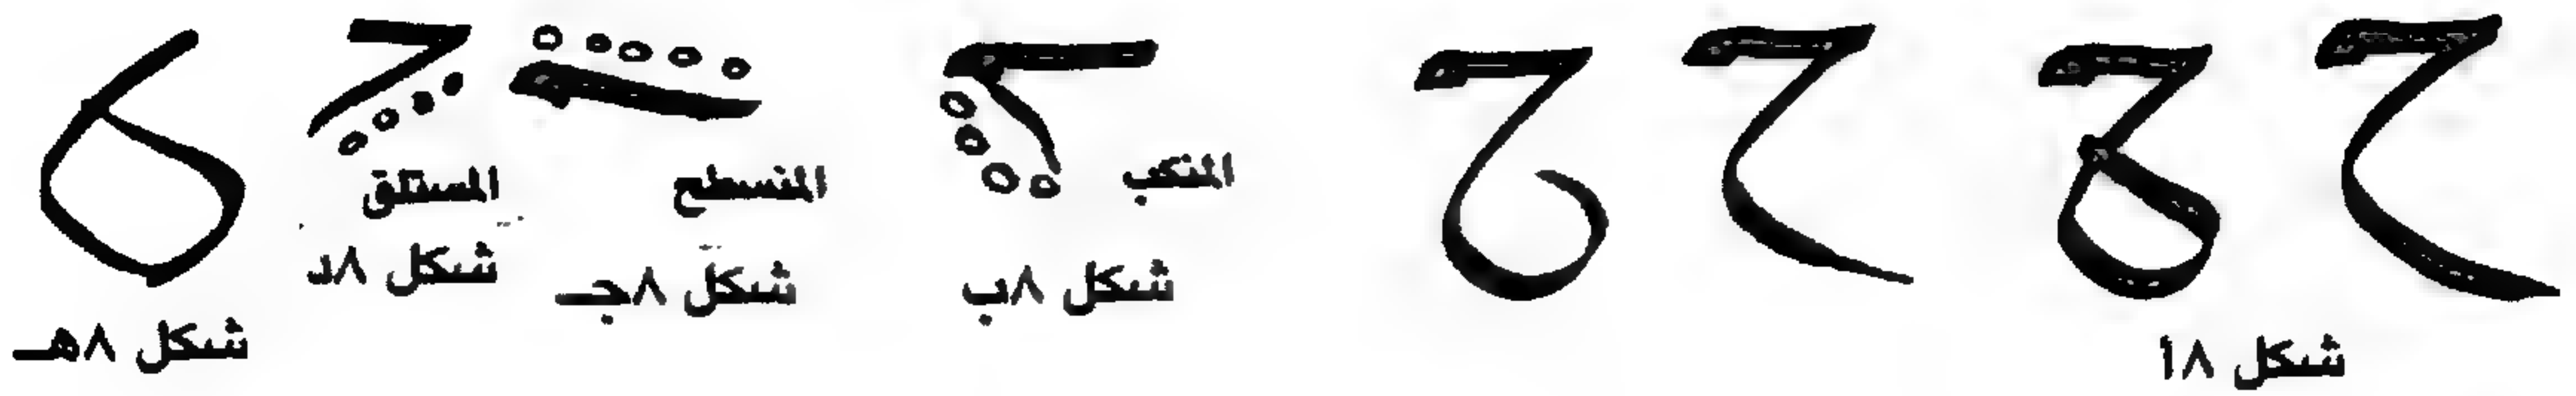 ح ح ح ح
المنكب
المنسطح
المستلق
شكل ٨أ
شكل ٨ب
شكل ٨جـ
شكل ٨د
شكل ٨هـ